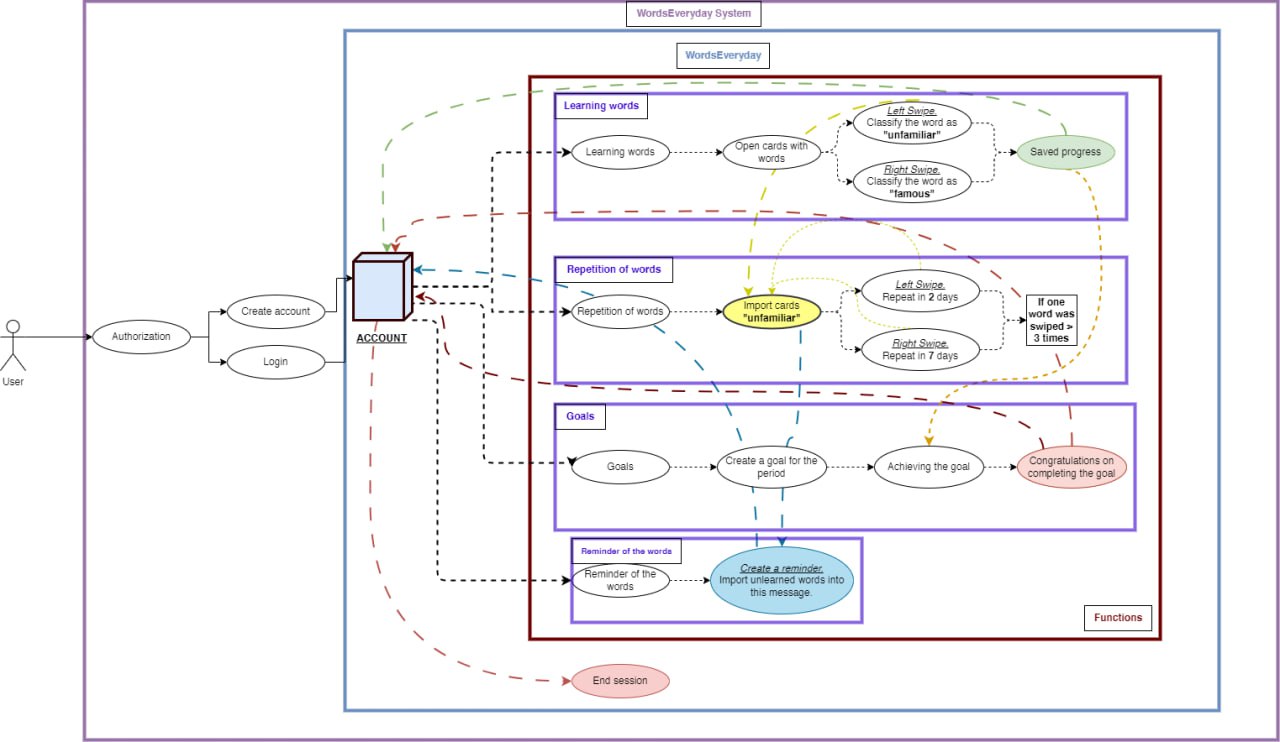 WordsEveryday System
WordsEveryday
Learning words
Learning words
Open cards with
words
Left Swipe.
Classify the word as
"unfamiliar"
Right Swipe.
Classify the word as
"famous"
Saved progress
Repetition of words
Repetition of words
Import cards
"unfamiliar"
Left Swipe.
Repeat in 2 days
Right Swipe.
Repeat in 7 days
If one
word was
swiped >
3 times
User
Authorization
Create account
Login
ACCOUNT
Goals
Goals
Create a goal for the
period
Achieving the goal
Congratulations on
completing the goal
Reminder of the words
Reminder of the
words
Create a reminder.
Import unlearned words into
this message.
Functions
End session